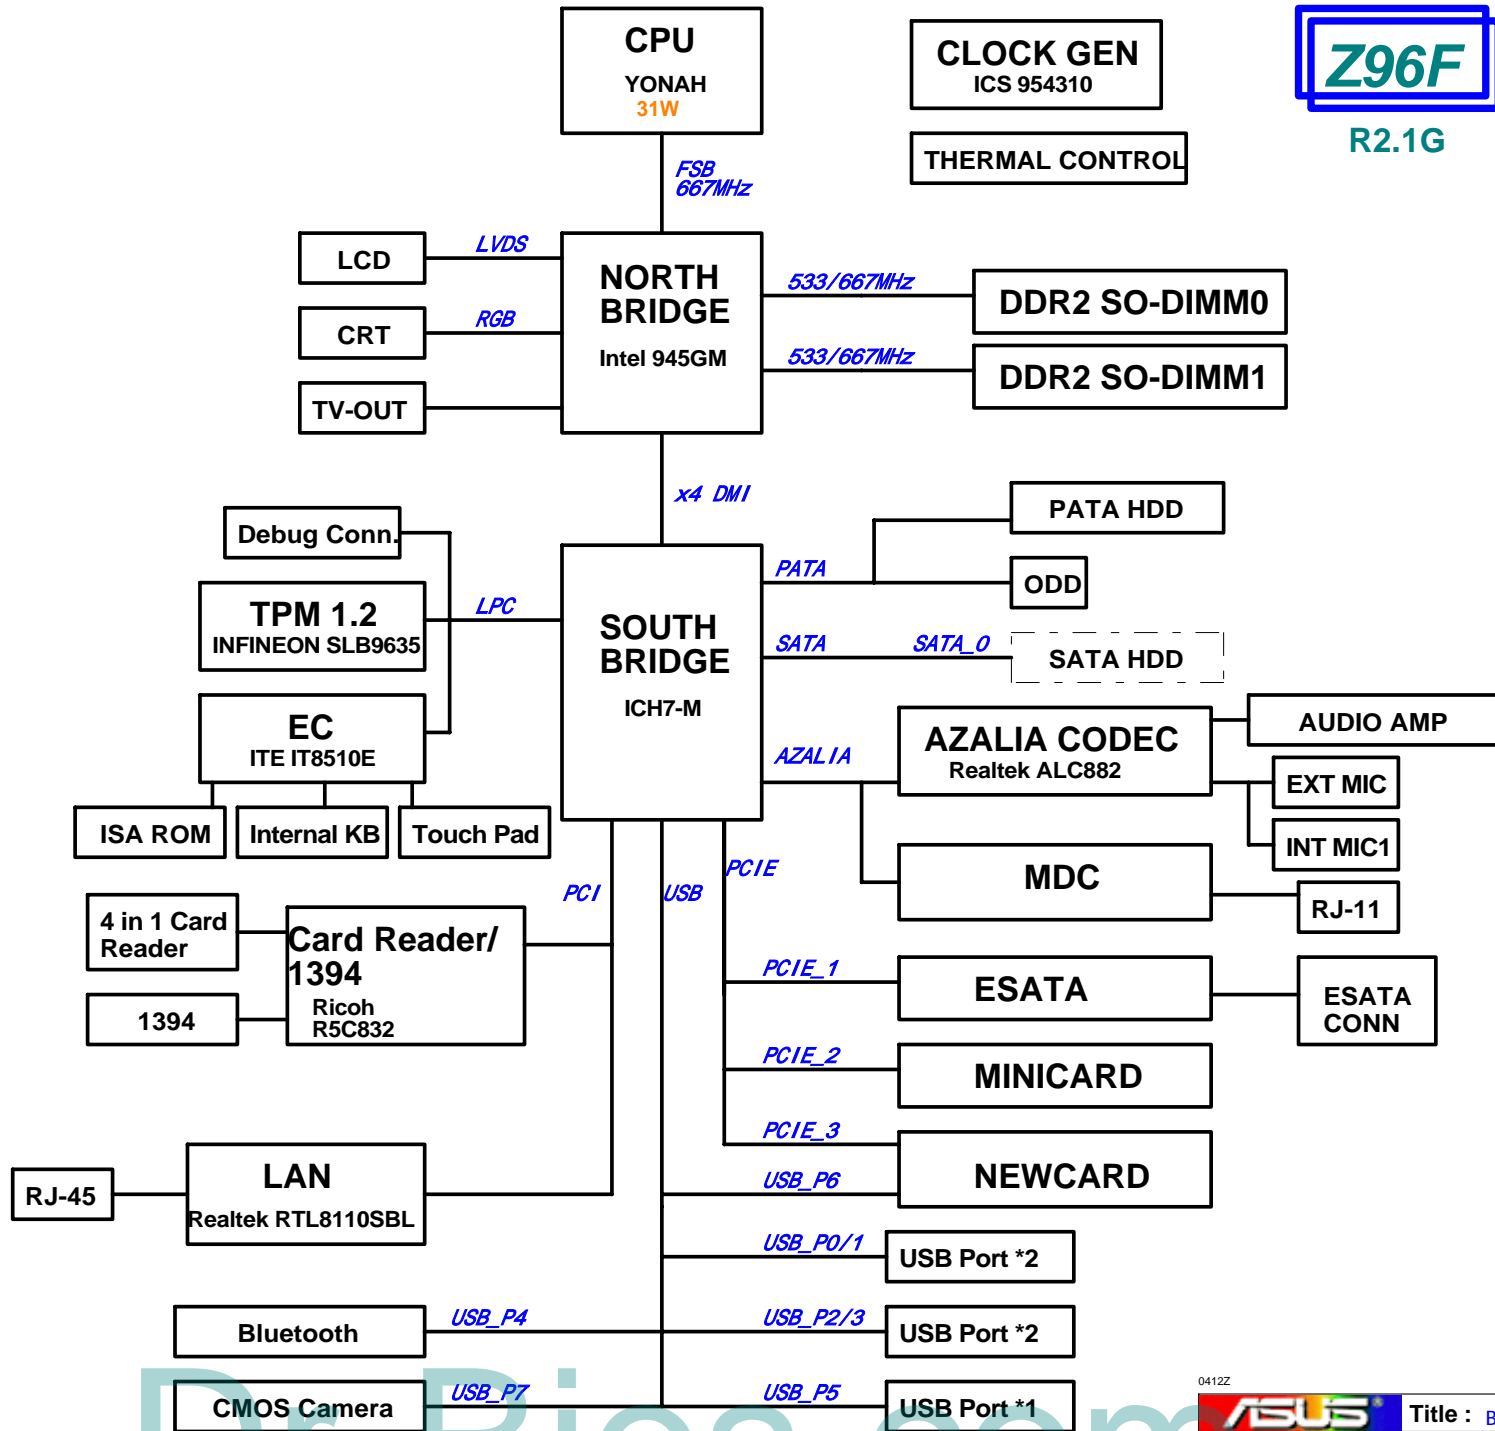 CPU
YONAH
31W
CLOCK GEN
ICS 954310
Z96F
R2.1G
THERMAL CONTROL
FSB
667MHz
LCD
LVDS
NORTH
BRIDGE
Intel 945GM
533/667MHz
DDR2 SO-DIMM0
CRT
RGB
533/667MHz
DDR2 SO-DIMM1
TV-OUT
x4 DMI
PATA HDD
Debug Conn.
PATA
ODD
TPM 1.2
INFINEON SLB9635
LPC
SOUTH
BRIDGE
ICH7-M
SATA
SATA_0
SATA HDD
EC
ITE IT8510E
AZALIA
AZALIA CODEC
Realtek ALC882
AUDIO AMP
EXT MIC
INT MIC1
ISA ROM
Internal KB
Touch Pad
PCI
USB
PCIE
MDC
RJ-11
4 in 1 Card
Reader
Card Reader/
1394
Ricoh
R5C832
1394
PCIE_1
ESATA
ESATA
CONN
PCIE_2
MINICARD
PCIE_3
NEWCARD
USB_P6
RJ-45
LAN
Realtek RTL8110SBL
USB_P0/1
USB Port *2
Bluetooth
USB_P4
USB_P2/3
USB Port *2
CMOS Camera
USB_P7
USB_P5
USB Port *1
0412Z
ASUS
Title : B
Dr-Bios.com